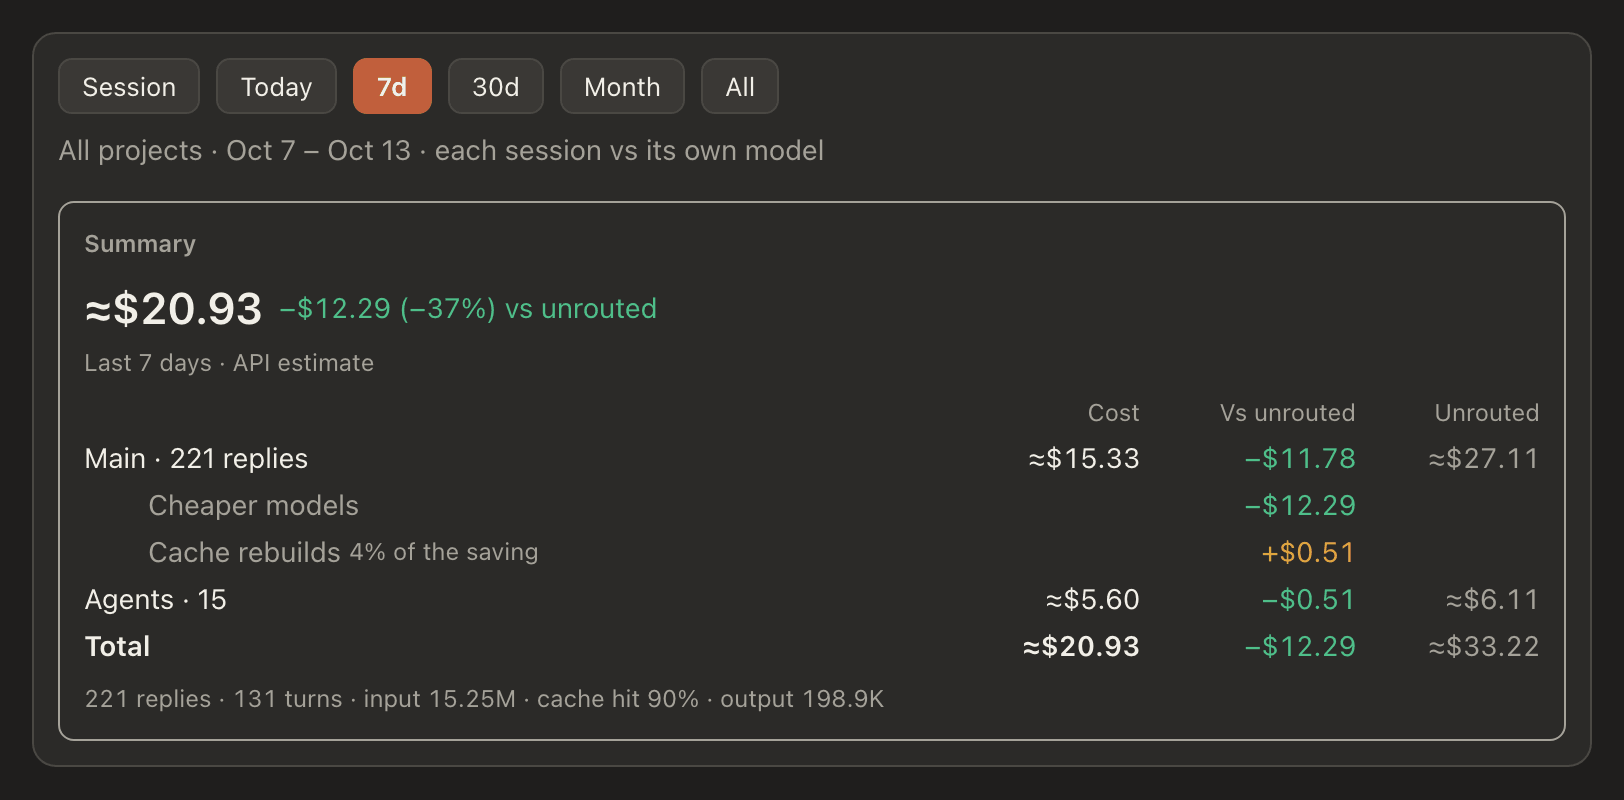 Session Today 7d 30d Month All
All projects · Oct 7 – Oct 13 · each session vs its own model
Summary
≈$20.93 −$12.29 (−37%) vs unrouted
Last 7 days · API estimate
Cost Vs unrouted Unrouted
Main · 221 replies ≈$15.33 −$11.78 ≈$27.11
Cheaper models −$12.29
Cache rebuilds 4% of the saving +$0.51
Agents · 15 ≈$5.60 −$0.51 ≈$6.11
Total ≈$20.93 −$12.29 ≈$33.22
221 replies · 131 turns · input 15.25M · cache hit 90% · output 198.9K